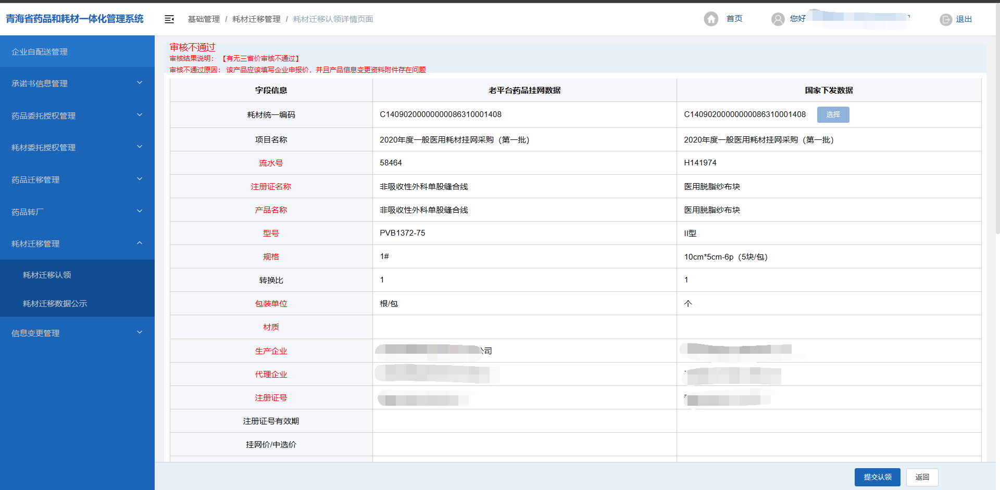 青海省药品和耗材一体化管理系统
基础管理 / 耗材迁移管理 / 耗材迁移认领详情页面
首页
您好
退出
企业自配送管理
承诺书信息管理
药品委托授权管理
耗材委托授权管理
药品迁移管理
药品转厂
耗材迁移管理
耗材迁移认领
耗材迁移数据公示
信息变更管理
审核不通过
审核结果说明： 【有无三省价审核不通过】
审核不通过原因： 该产品应该填写企业申报价，并且产品信息变更资料附件存在问题
字段信息 老平台药品挂网数据 国家下发数据
耗材统一编码 C14090200000000086310001408 C14090200000000086310001408 选择
项目名称 2020年度一般医用耗材挂网采购（第一批） 2020年度一般医用耗材挂网采购（第一批）
流水号 58464 H141974
注册证名称 非吸收性外科单股缝合线 医用脱脂纱布块
产品名称 非吸收性外科单股缝合线 医用脱脂纱布块
型号 PVB1372-75 II型
规格 1# 10cm*5cm-6p（5块/包）
转换比 1 1
包装单位 根/包 个
材质
生产企业 公司
代理企业
注册证号
注册证号有效期
挂网价/中选价
提交认领 返回